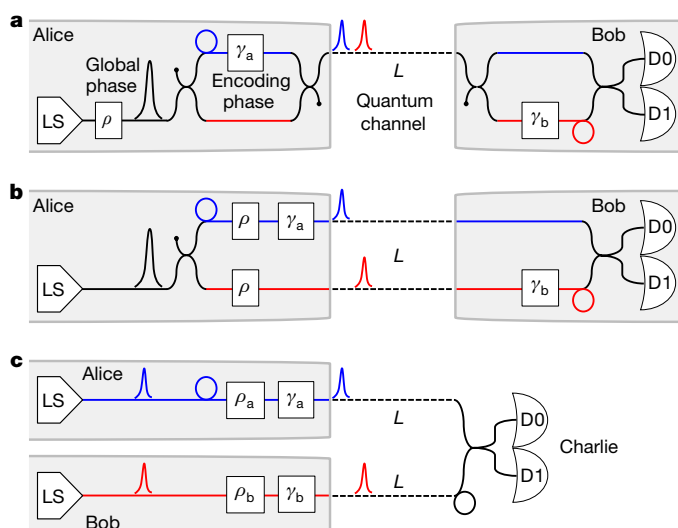 a
Alice
Bob
Global
phase
γa
Encoding
phase
LS
ρ
L
Quantum
channel
γb
D0
D1
b
Alice
Bob
ρ
γa
L
D0
LS
ρ
L
γb
D1
c
Alice
LS
ρa
γa
L
D0
Charlie
D1
LS
ρb
γb
L
Bob